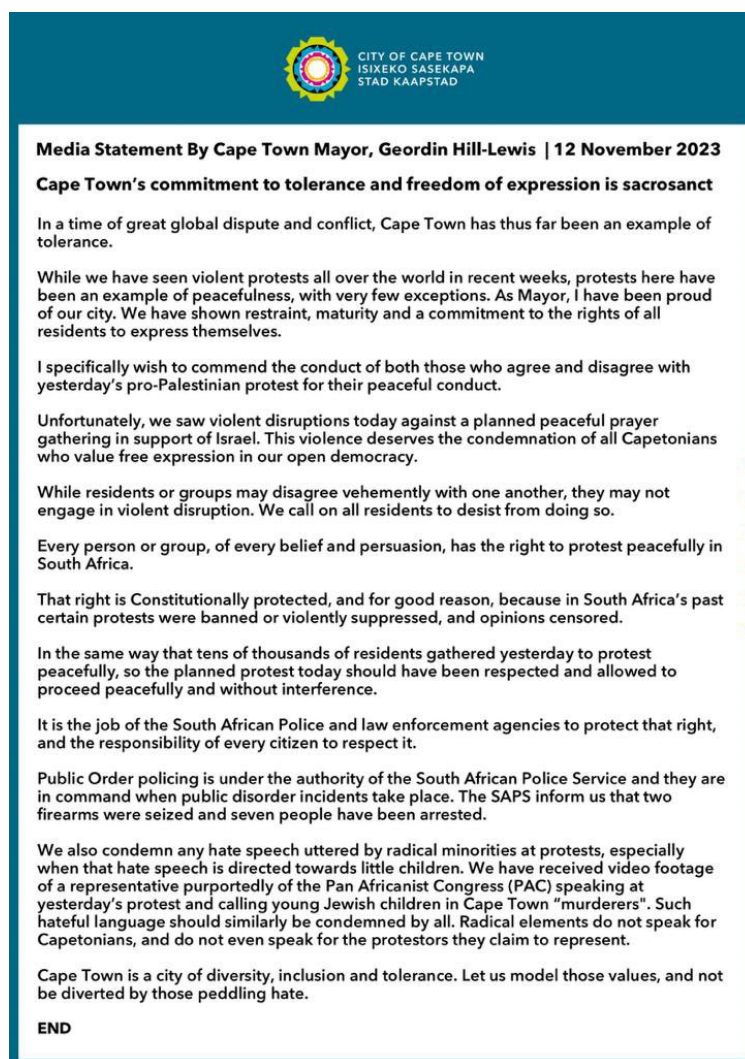 CITY OF CAPE TOWN
ISIXEKO SASEKAPA
STAD KAAPSTAD
Media Statement By Cape Town Mayor, Geordin Hill-Lewis | 12 November 2023
Cape Town's commitment to tolerance and freedom of expression is sacrosanct
In a time of great global dispute and conflict, Cape Town has thus far been an example of
tolerance.
While we have seen violent protests all over the world in recent weeks, protests here have
been an example of peacefulness, with very few exceptions. As Mayor, I have been proud
of our city. We have shown restraint, maturity and a commitment to the rights of all
residents to express themselves.
I specifically wish to commend the conduct of both those who agree and disagree with
yesterday's pro-Palestinian protest for their peaceful conduct.
Unfortunately, we saw violent disruptions today against a planned peaceful prayer
gathering in support of Israel. This violence deserves the condemnation of all Capetonians
who value free expression in our open democracy.
While residents or groups may disagree vehemently with one another, they may not
engage in violent disruption. We call on all residents to desist from doing so.
Every person or group, of every belief and persuasion, has the right to protest peacefully in
South Africa.
That right is Constitutionally protected, and for good reason, because in South Africa's past
certain protests were banned or violently suppressed, and opinions censored.
In the same way that tens of thousands of residents gathered yesterday to protest
peacefully, so the planned protest today should have been respected and allowed to
proceed peacefully and without interference.
It is the job of the South African Police and law enforcement agencies to protect that right,
and the responsibility of every citizen to respect it.
Public Order policing is under the authority of the South African Police Service and they are
in command when public disorder incidents take place. The SAPS inform us that two
firearms were seized and seven people have been arrested.
We also condemn any hate speech uttered by radical minorities at protests, especially
when that hate speech is directed towards little children. We have received video footage
of a representative purportedly of the Pan Africanist Congress (PAC) speaking at
yesterday's protest and calling young Jewish children in Cape Town "murderers". Such
hateful language should similarly be condemned by all. Radical elements do not speak for
Capetonians, and do not even speak for the protestors they claim to represent.
Cape Town is a city of diversity, inclusion and tolerance. Let us model those values, and not
be diverted by those peddling hate.
END